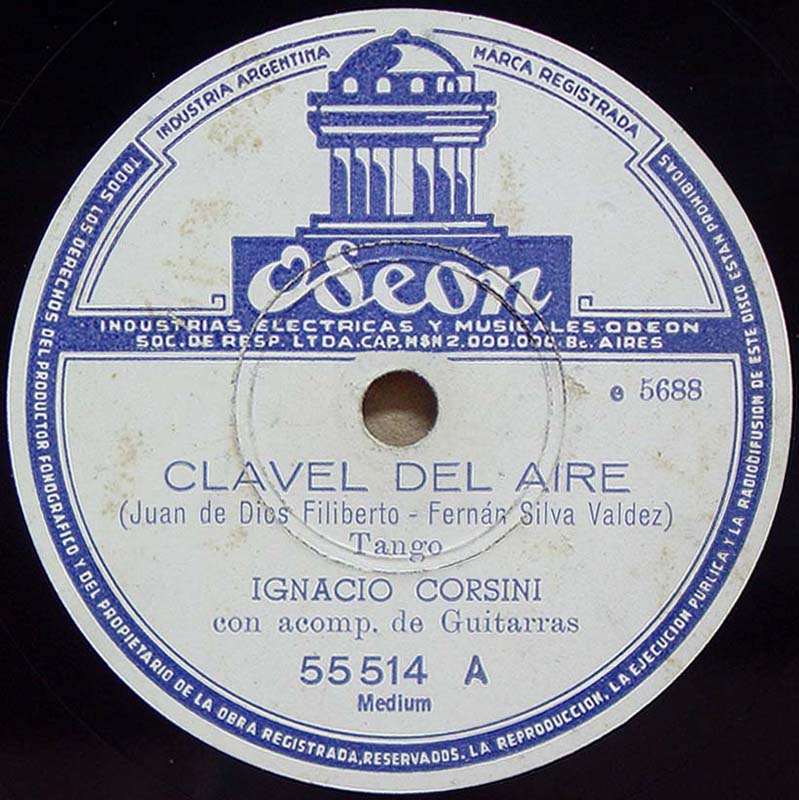 INDUSTRIA ARGENTINA
MARCA REGISTRADA
Odeon
INDUSTRIAS ELECTRICAS Y MUSICALES ODEON
SOC. DE RESP. LTDA. CAP. M$N 2.000.000. Bs. AIRES
e 5688
CLAVEL DEL AIRE
(Juan de Dios Filiberto - Fernán Silva Valdez)
Tango
IGNACIO CORSINI
con acomp. de Guitarras
55514 A
Medium
TODOS LOS DERECHOS DEL PRODUCTOR FONOGRÁFICO Y DEL PROPIETARIO DE LA OBRA REGISTRADA, RESERVADOS. LA REPRODUCCION, LA EJECUCION PUBLICA Y LA RADIODIFUSION DE ESTE DISCO ESTAN PROHIBIDAS